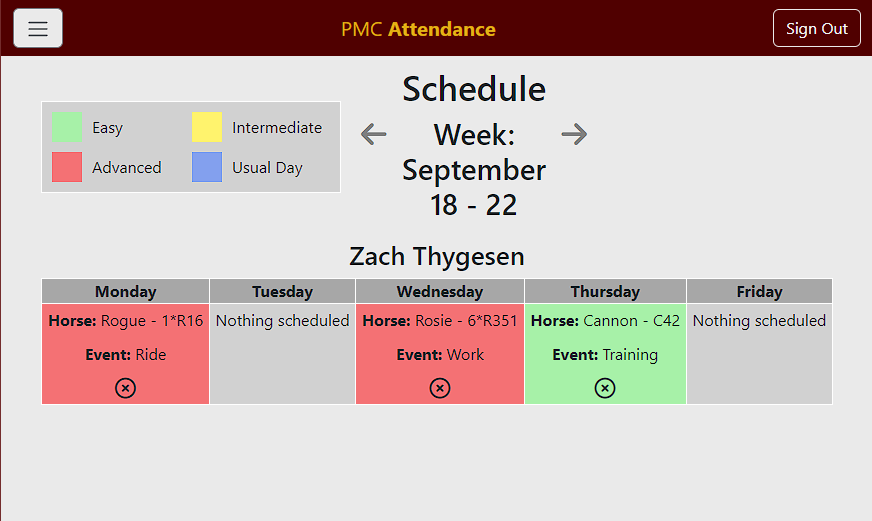 PMC Attendance
Sign Out
Schedule
Easy
Intermediate
Advanced
Usual Day
Week:
September
18 - 22
Zach Thygesen
Monday Tuesday Wednesday Thursday Friday
Horse: Rogue - 1*R16 Nothing scheduled Horse: Rosie - 6*R351 Horse: Cannon - C42 Nothing scheduled
Event: Ride Event: Work Event: Training